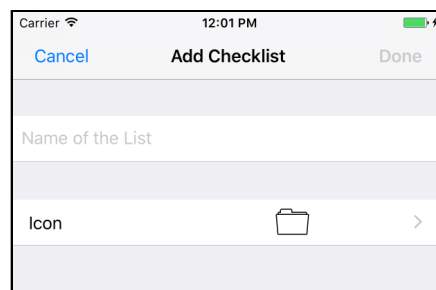 Carrier 12:01 PM
Cancel Add Checklist Done
Name of the List
Icon